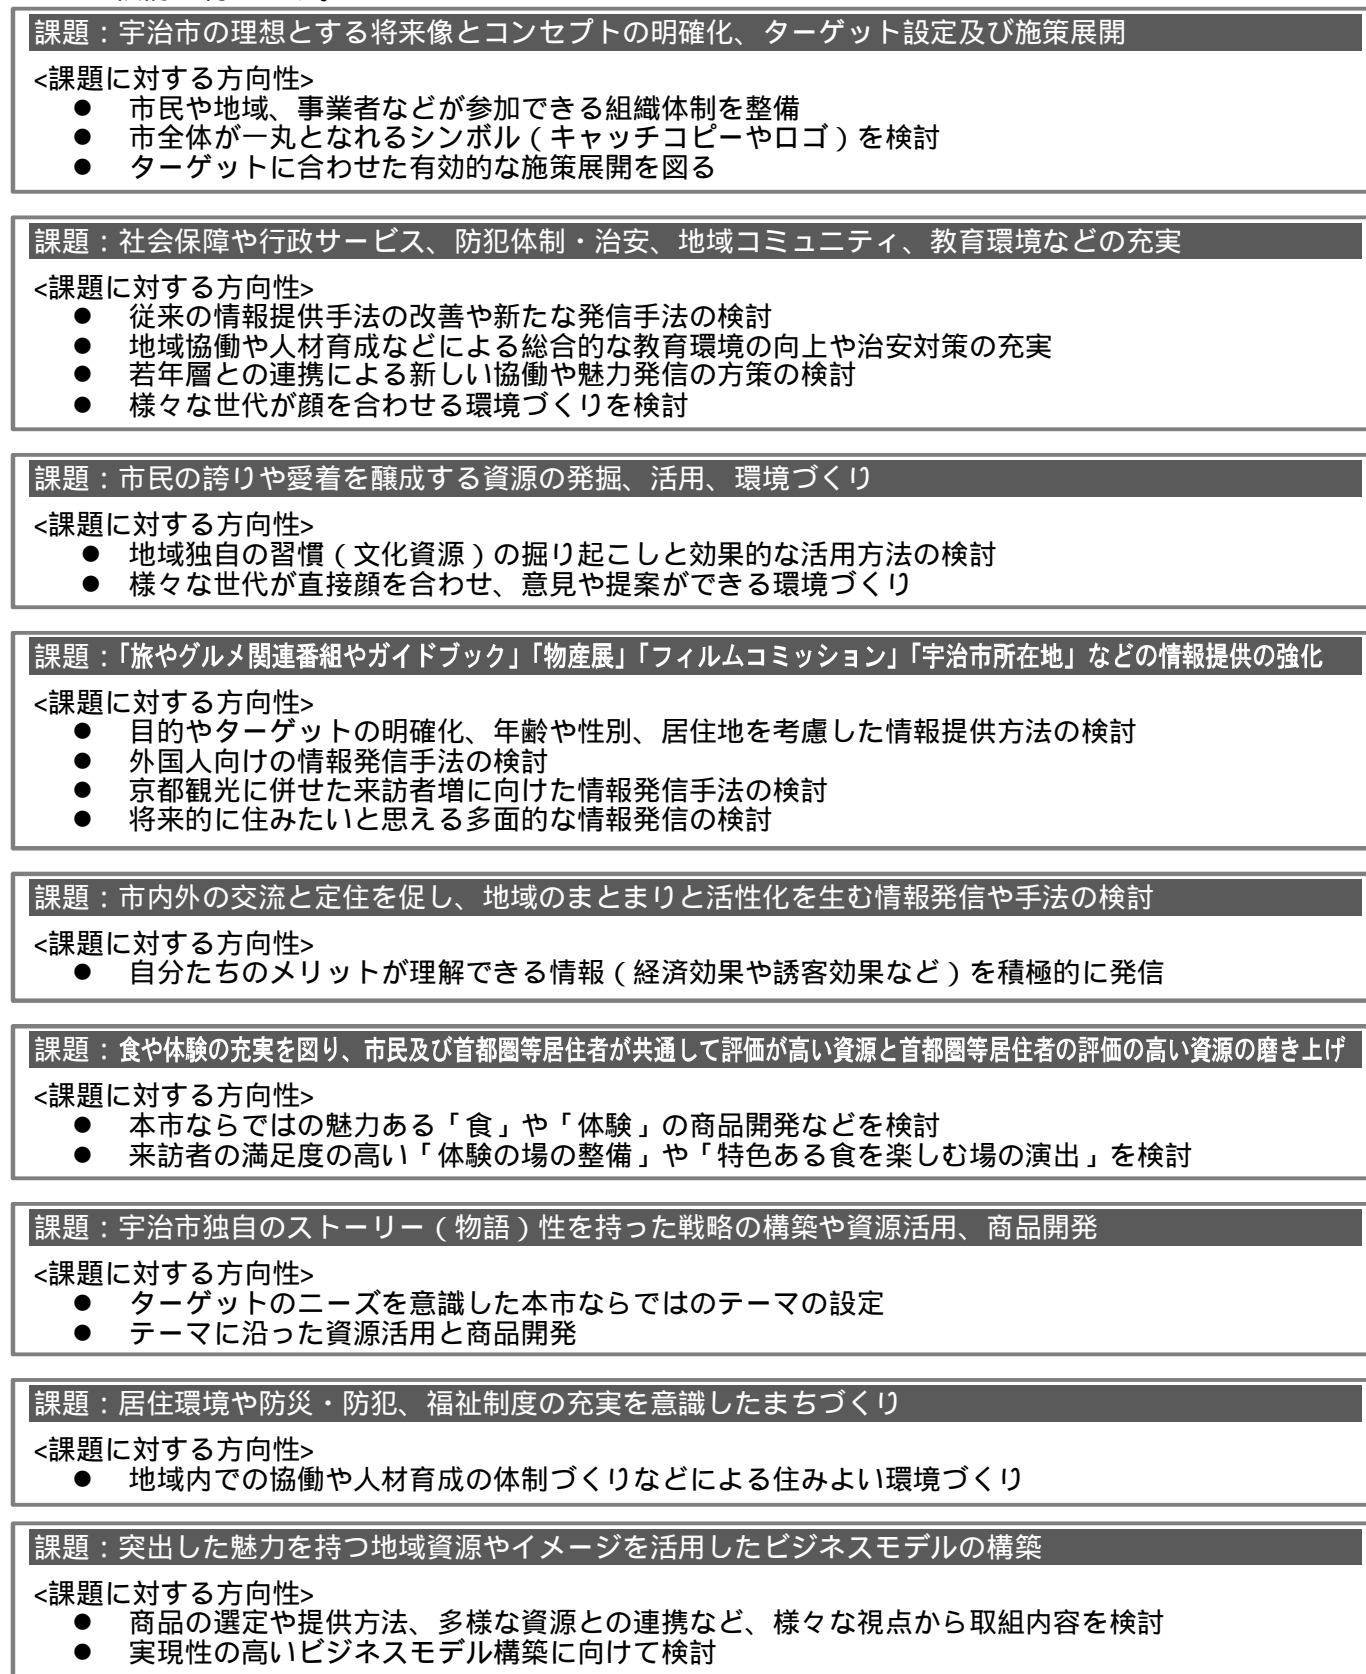 課題：宇治市の理想とする将来像とコンセプトの明確化、ターゲット設定及び施策展開
<課題に対する方向性>
● 市民や地域、事業者などが参加できる組織体制を整備
● 市全体が一丸となれるシンボル（キャッチコピーやロゴ）を検討
● ターゲットに合わせた有効的な施策展開を図る
課題：社会保障や行政サービス、防犯体制・治安、地域コミュニティ、教育環境などの充実
<課題に対する方向性>
● 従来の情報提供手法の改善や新たな発信手法の検討
● 地域協働や人材育成などによる総合的な教育環境の向上や治安対策の充実
● 若年層との連携による新しい協働や魅力発信の方策の検討
● 様々な世代が顔を合わせる環境づくりを検討
課題：市民の誇りや愛着を醸成する資源の発掘、活用、環境づくり
<課題に対する方向性>
● 地域独自の習慣（文化資源）の掘り起こしと効果的な活用方法の検討
● 様々な世代が直接顔を合わせ、意見や提案ができる環境づくり
課題：「旅やグルメ関連番組やガイドブック」「物産展」「フィルムコミッション」「宇治市所在地」などの情報提供の強化
<課題に対する方向性>
● 目的やターゲットの明確化、年齢や性別、居住地を考慮した情報提供方法の検討
● 外国人向けの情報発信手法の検討
● 京都観光に併せた来訪者増に向けた情報発信手法の検討
● 将来的に住みたいと思える多面的な情報発信の検討
課題：市内外の交流と定住を促し、地域のまとまりと活性化を生む情報発信や手法の検討
<課題に対する方向性>
● 自分たちのメリットが理解できる情報（経済効果や誘客効果など）を積極的に発信
課題：食や体験の充実を図り、市民及び首都圏等居住者が共通して評価が高い資源と首都圏等居住者の評価の高い資源の磨き上げ
<課題に対する方向性>
● 本市ならではの魅力ある「食」や「体験」の商品開発などを検討
● 来訪者の満足度の高い「体験の場の整備」や「特色ある食を楽しむ場の演出」を検討
課題：宇治市独自のストーリー（物語）性を持った戦略の構築や資源活用、商品開発
<課題に対する方向性>
● ターゲットのニーズを意識した本市ならではのテーマの設定
● テーマに沿った資源活用と商品開発
課題：居住環境や防災・防犯、福祉制度の充実を意識したまちづくり
<課題に対する方向性>
● 地域内での協働や人材育成の体制づくりなどによる住みよい環境づくり
課題：突出した魅力を持つ地域資源やイメージを活用したビジネスモデルの構築
<課題に対する方向性>
● 商品の選定や提供方法、多様な資源との連携など、様々な視点から取組内容を検討
● 実現性の高いビジネスモデル構築に向けて検討